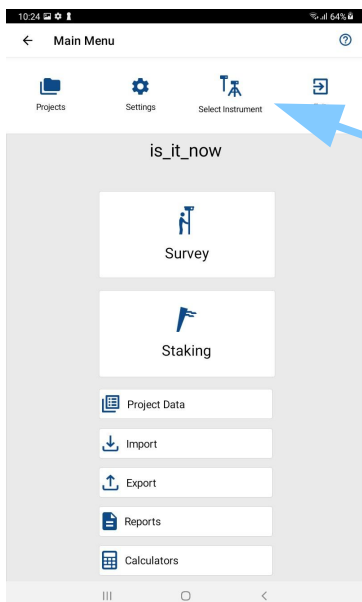 10:24
64%
Main Menu
Projects
Settings
Select Instrument
is_it_now
Survey
Staking
Project Data
Import
Export
Reports
Calculators